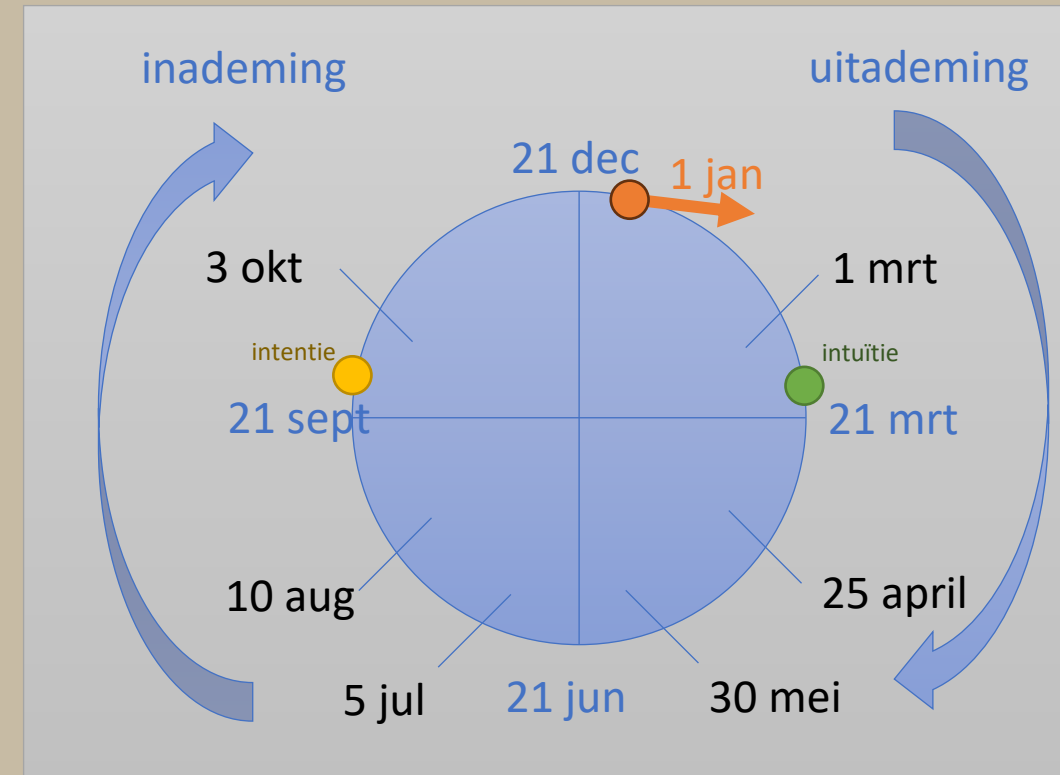 inademing
uitademing
21 dec
1 jan
3 okt
1 mrt
intentie
intuïtie
21 sept
21 mrt
10 aug
25 april
5 jul
21 jun
30 mei